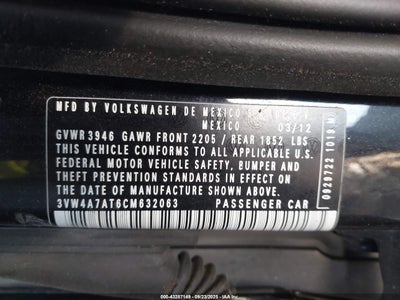 MFD BY VOLKSWAGEN DE MEXICO
MEXICO 03/12
GVWR 3946 GAWR FRONT 2205 / REAR 1852 LBS
THIS VEHICLE CONFORMS TO ALL APPLICABLE
FEDERAL MOTOR VEHICLE SAFETY, BUMPER AND
THEFT PREVENTION STANDARDS IN EFFECT ON
THE DATE OF MANUFACTURE SHOWN ABOVE.
3VW4A7AT6CM632063 PASSENGER CAR
0029722 1019 M
000-43287149 - 09/23/2025 - IAA Inc.